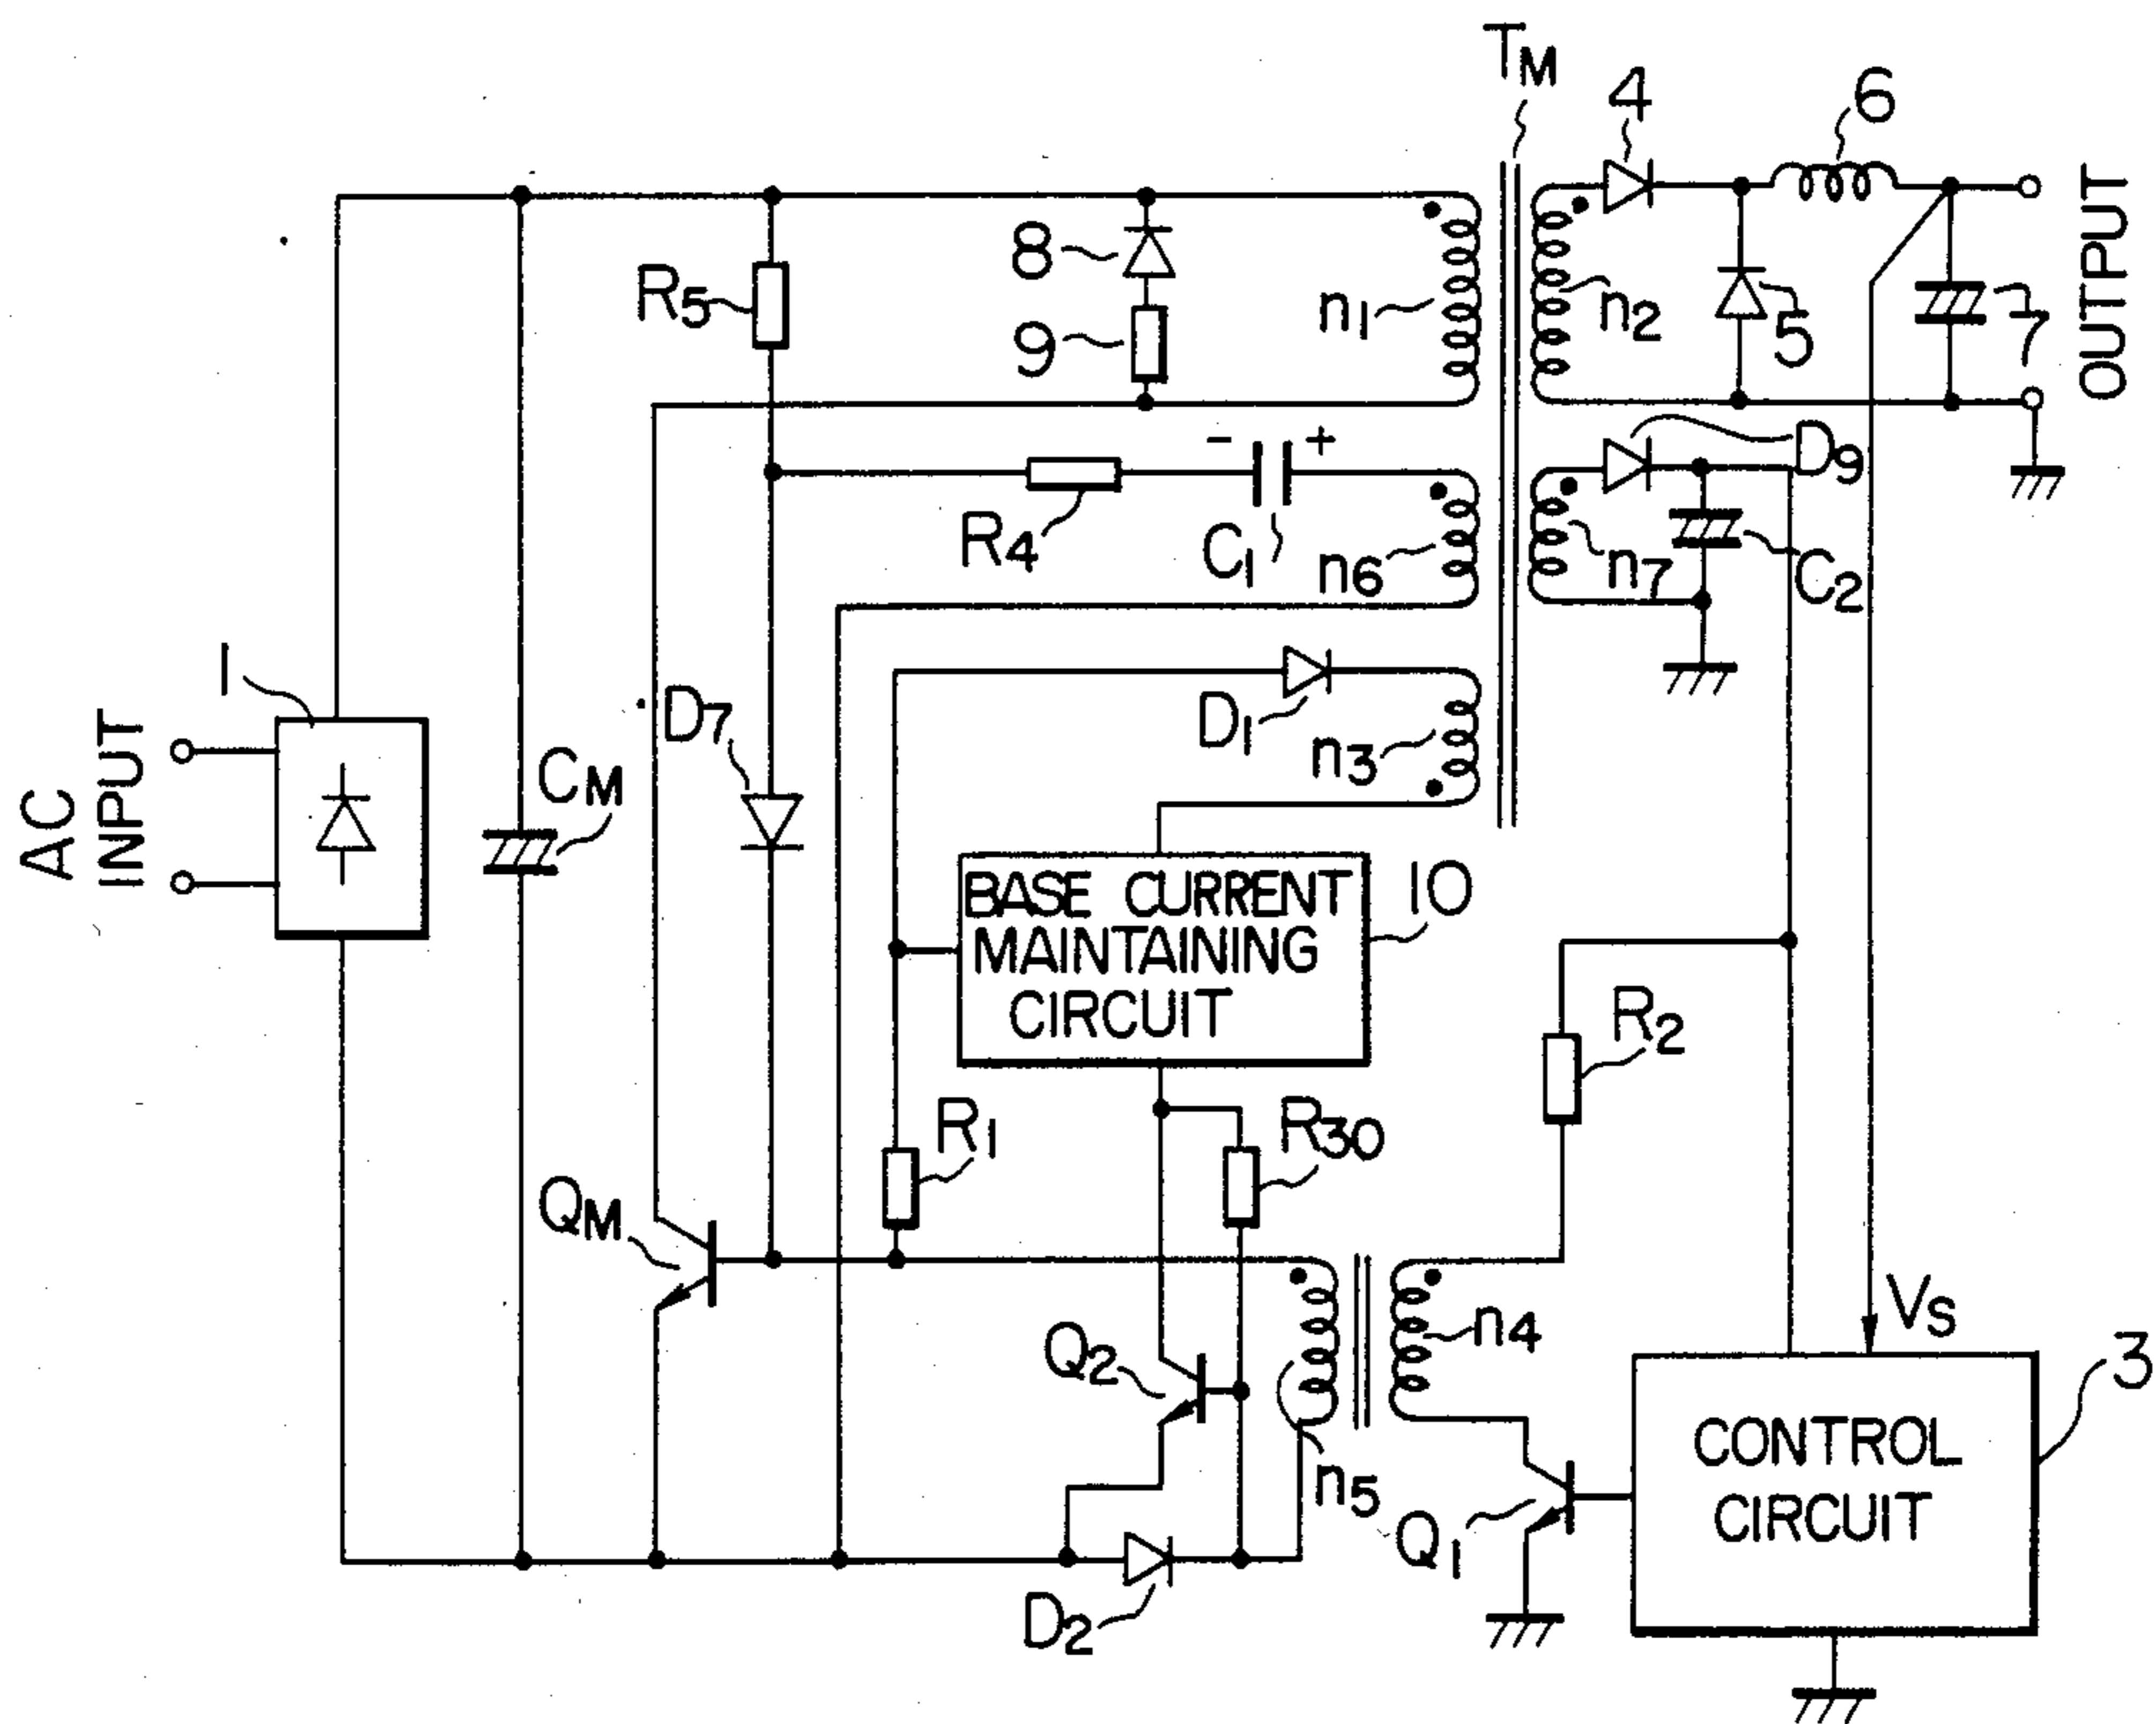 TM
4
6
OUTPUT
8
R5
9
n1
n2
5
7
- +
D9
R4
C1
n6
n7
C2
1
D7
D1
n3
AC
INPUT
CM
BASE CURRENT
MAINTAINING
CIRCUIT
10
R2
R1
R30
QM
n4
VS
Q2
3
n5
Q1
CONTROL
CIRCUIT
D2